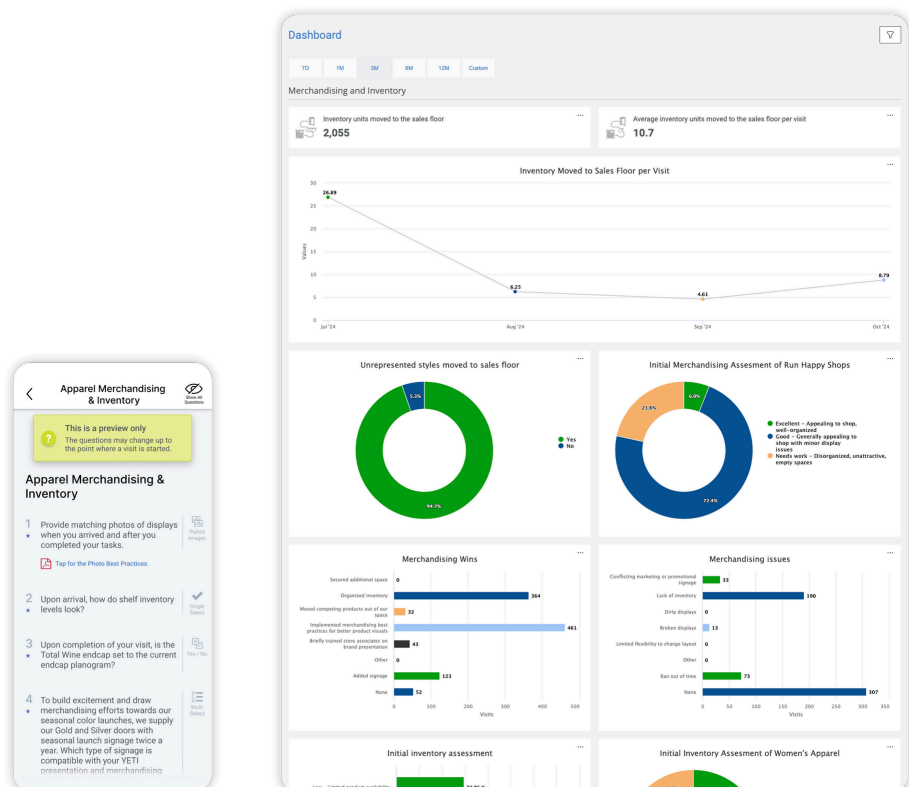 Apparel Merchandising
& Inventory
Show All
Questions
?
This is a preview only
The questions may change up to
the point where a visit is started.
Apparel Merchandising &
Inventory
1
Provide matching photos of displays
when you arrived and after you
completed your tasks.
Paired
Images
Tap for the Photo Best Practices
2
Upon arrival, how do shelf inventory
levels look?
Single
Select
3
Upon completion of your visit, is the
Total Wine endcap set to the current
endcap planogram?
Yes / No
4
To build excitement and draw
merchandising efforts towards our
seasonal color launches, we supply
our Gold and Silver doors with
seasonal launch signage twice a
year. Which type of signage is
compatible with your YETI
presentation and merchandising
Multi
Select
Dashboard
7D 1M 3M 6M 12M Custom
Merchandising and Inventory
Inventory units moved to the sales floor
2,055
Average inventory units moved to the sales floor per visit
10.7
Inventory Moved to Sales Floor per Visit
Values
30
25
20
15
10
5
0
26.89
6.25
4.61
8.79
Jul '24 Aug '24 Sep '24 Oct '24
Unrepresented styles moved to sales floor
5.3%
94.7%
Yes
No
Initial Merchandising Assesment of Run Happy Shops
6.0%
21.6%
72.4%
Excellent – Appealing to shop,
well-organized
Good – Generally appealing to
shop with minor display
issues
Needs work – Disorganized, unattractive,
empty spaces
Merchandising Wins
Secured additional space 0
Organized inventory 364
Moved competing products out of our
space 32
Implemented merchandising best
practices for better product visuals 461
Briefly trained store associates on
brand presentation 43
Other 0
Added signage 123
None 52
0 100 200 300 400 500
Visits
Merchandising issues
Conflicting marketing or promotional
signage 33
Lack of inventory 190
Dirty displays 0
Broken displays 13
Limited flexibility to change layout 0
Other 0
Ran out of time 73
None 307
0 50 100 150 200 250 300 350
Visits
Initial inventory assessment
Initial Inventory Assesment of Women's Apparel